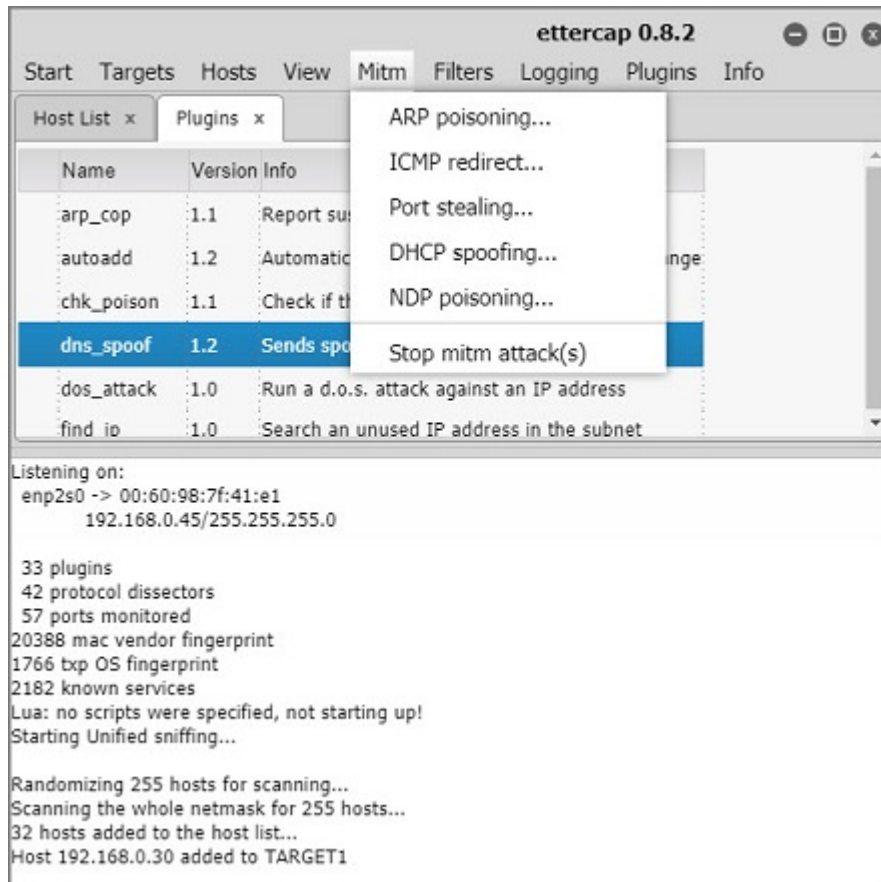 ettercap 0.8.2
Start Targets Hosts View Mitm Filters Logging Plugins Info
Host List x Plugins x
ARP poisoning...
ICMP redirect...
Port stealing...
DHCP spoofing...
NDP poisoning...
Stop mitm attack(s)
Name Version Info
arp_cop 1.1 Report
autoadd 1.2
chk_poison 1.1 Check if
dns_spoof 1.2 Sends
dos_attack 1.0 Run a d.o.s. attack against an IP address
find_ip 1.0 Search an unused IP address in the subnet
Listening on:
enp2s0 -> 00:60:98:7f:41:e1
192.168.0.45/255.255.255.0
33 plugins
42 protocol dissectors
57 ports monitored
20388 mac vendor fingerprint
1766 txp OS fingerprint
2182 known services
Lua: no scripts were specified, not starting up!
Starting Unified sniffing...
Randomizing 255 hosts for scanning...
Scanning the whole netmask for 255 hosts...
32 hosts added to the host list...
Host 192.168.0.30 added to TARGET1